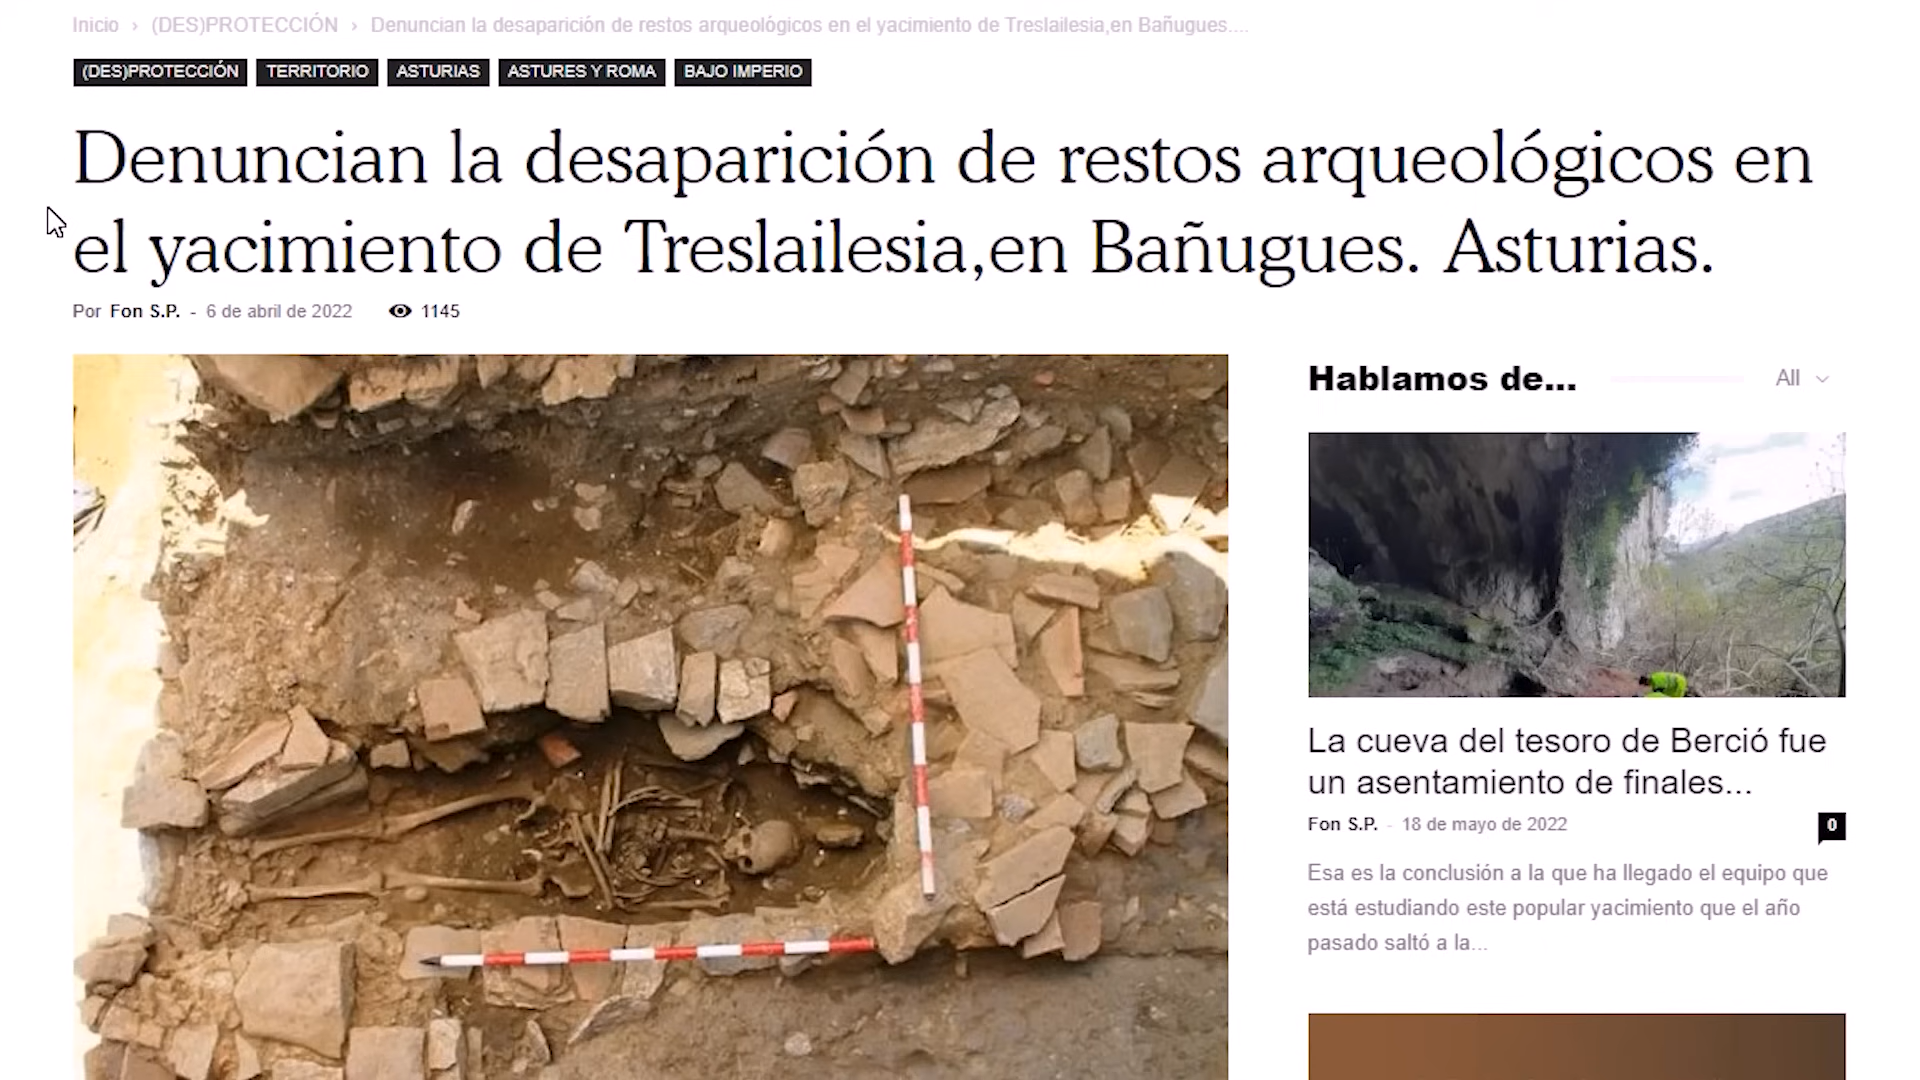 Inicio › (DES)PROTECCIÓN › Denuncian la desaparición de restos arqueológicos en el yacimiento de Treslailesia,en Bañugues....
(DES)PROTECCIÓN TERRITORIO ASTURIAS ASTURES Y ROMA BAJO IMPERIO
Denuncian la desaparición de restos arqueológicos en
el yacimiento de Treslailesia,en Bañugues. Asturias.
Por Fon S.P. - 6 de abril de 2022 1145
Hablamos de... All
La cueva del tesoro de Berció fue
un asentamiento de finales...
Fon S.P. - 18 de mayo de 2022 0
Esa es la conclusión a la que ha llegado el equipo que
está estudiando este popular yacimiento que el año
pasado saltó a la...